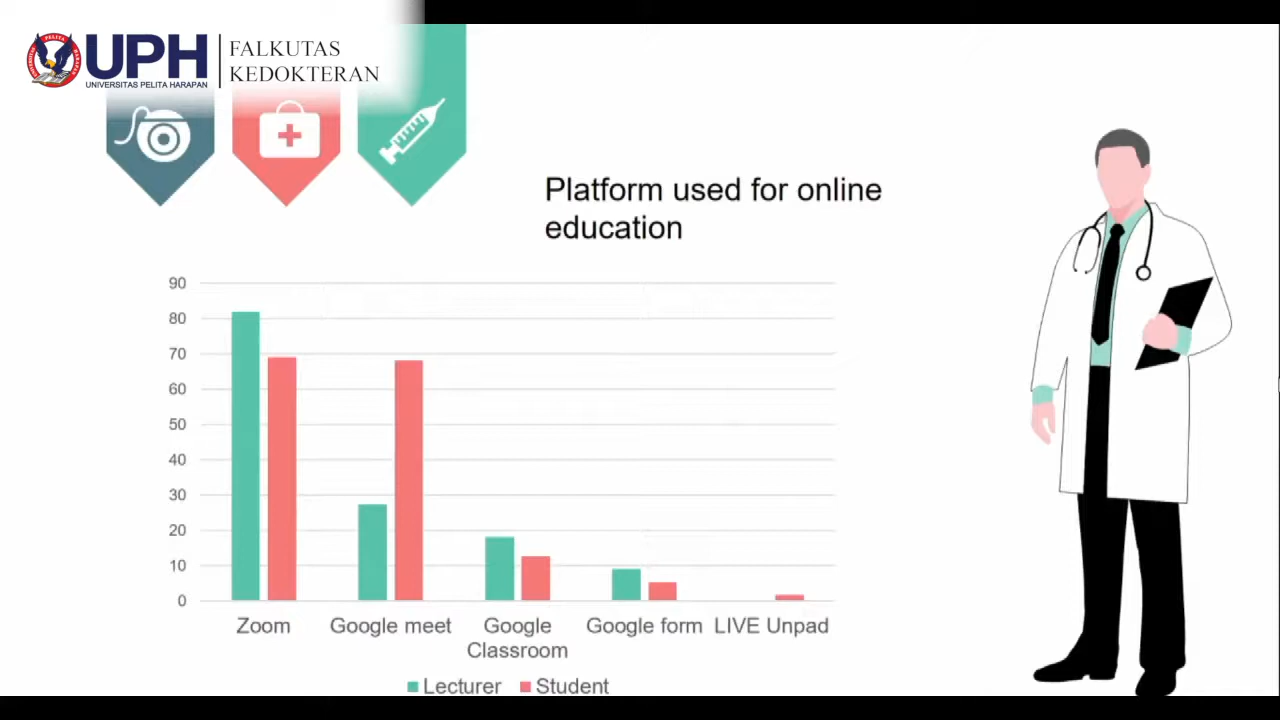 UPH
UNIVERSITAS PELITA HARAPAN
FALKUTAS
KEDOKTERAN
Platform used for online
education
90
80
70
60
50
40
30
20
10
0
Zoom
Google meet
Google
Classroom
Google form
LIVE Unpad
Lecturer
Student